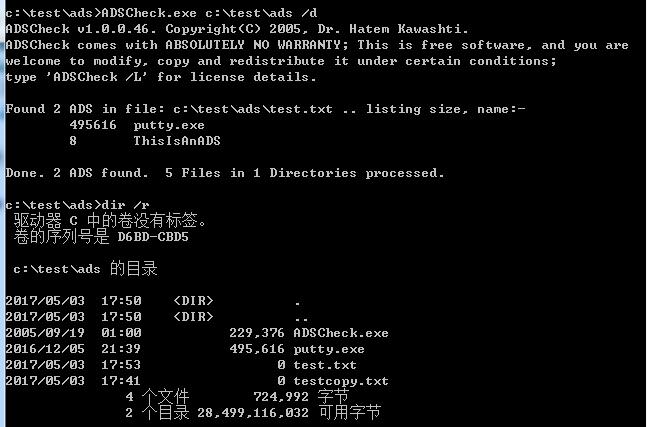 c:\test\ads>ADSCheck.exe c:\test\ads /d
ADSCheck v1.0.0.46. Copyright(C) 2005, Dr. Hatem Kawashti.
ADSCheck comes with ABSOLUTELY NO WARRANTY; This is free software, and you are
welcome to modify, copy and redistribute it under certain conditions;
type 'ADSCheck /L' for license details.
Found 2 ADS in file: c:\test\ads\test.txt .. listing size, name:-
495616 putty.exe
8 ThisIsAnADS
Done. 2 ADS found. 5 Files in 1 Directories processed.
c:\test\ads>dir /r
驱动器 C 中的卷没有标签。
卷的序列号是 D6BD-CBD5
c:\test\ads 的目录
2017/05/03 17:50 <DIR> .
2017/05/03 17:50 <DIR> ..
2005/09/19 01:00 229,376 ADSCheck.exe
2016/12/05 21:39 495,616 putty.exe
2017/05/03 17:53 0 test.txt
2017/05/03 17:41 0 testcopy.txt
4 个文件 724,992 字节
2 个目录 28,499,116,032 可用字节